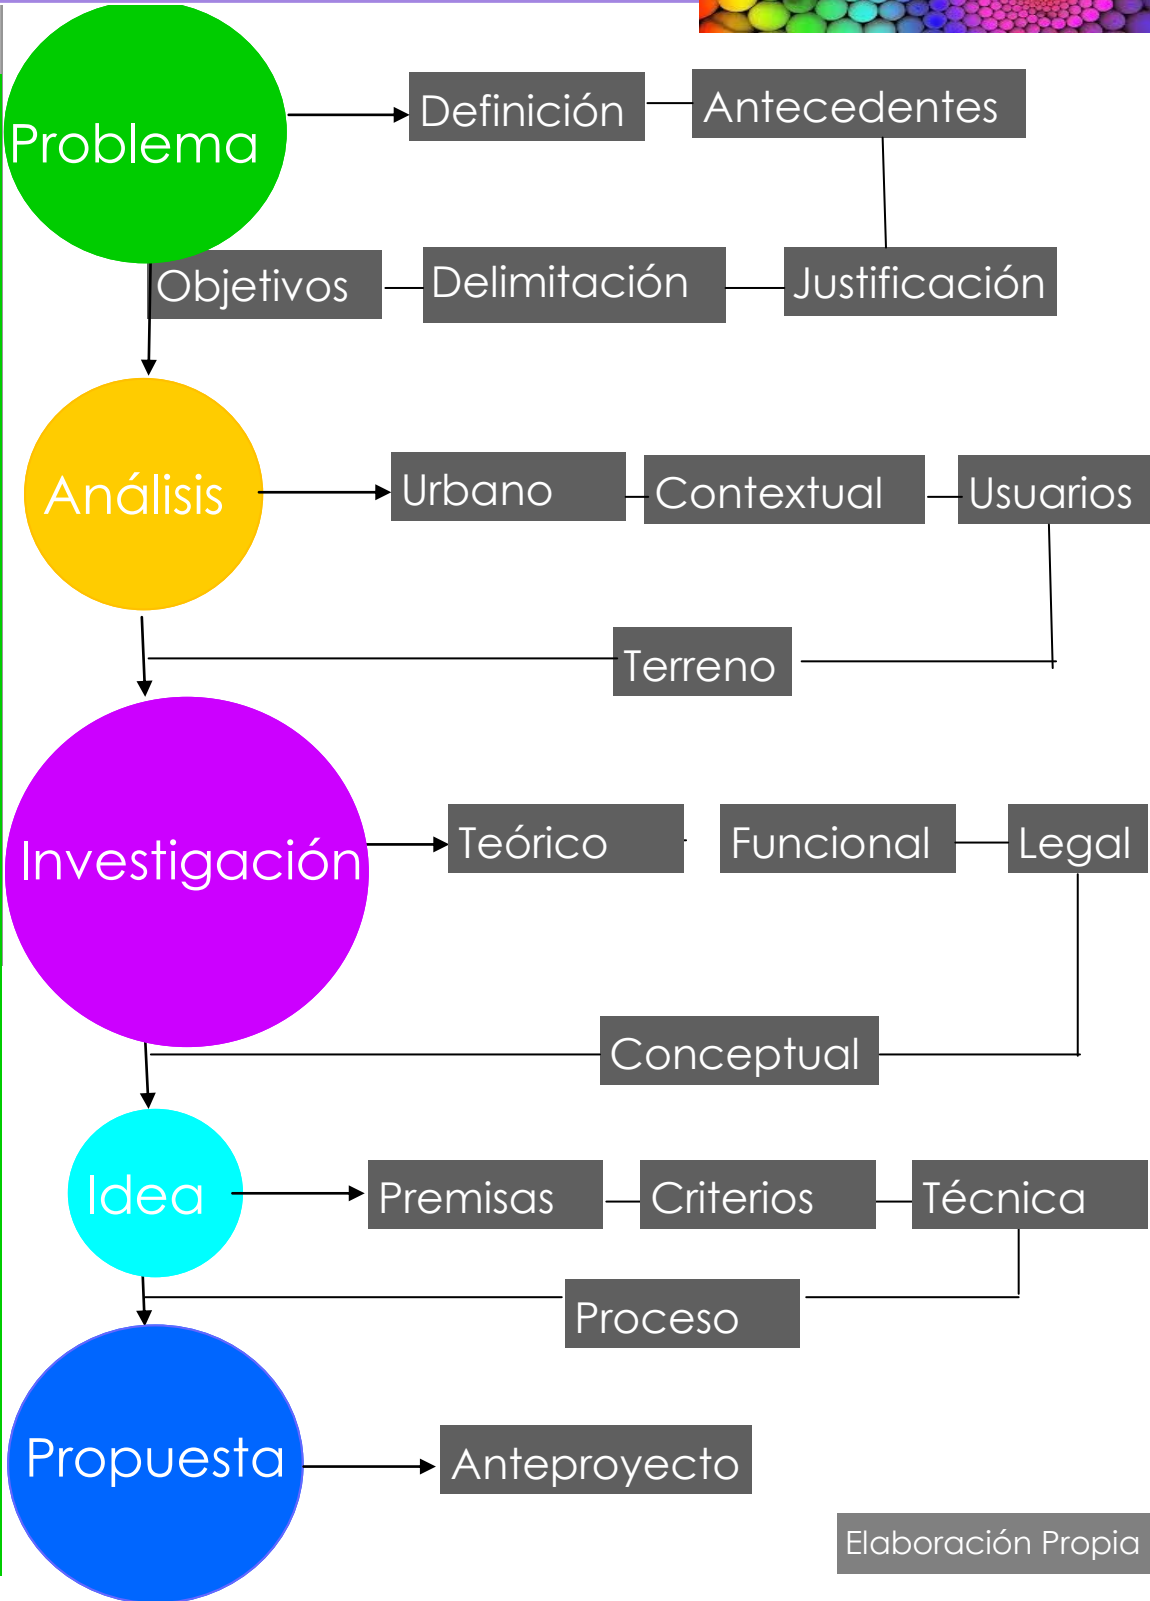 Problema
Definición
Antecedentes
Objetivos
Delimitación
Justificación
Análisis
Urbano
Contextual
Usuarios
Terreno
Investigación
Teórico
Funcional
Legal
Conceptual
Idea
Premisas
Criterios
Técnica
Proceso
Propuesta
Anteproyecto
Elaboración Propia